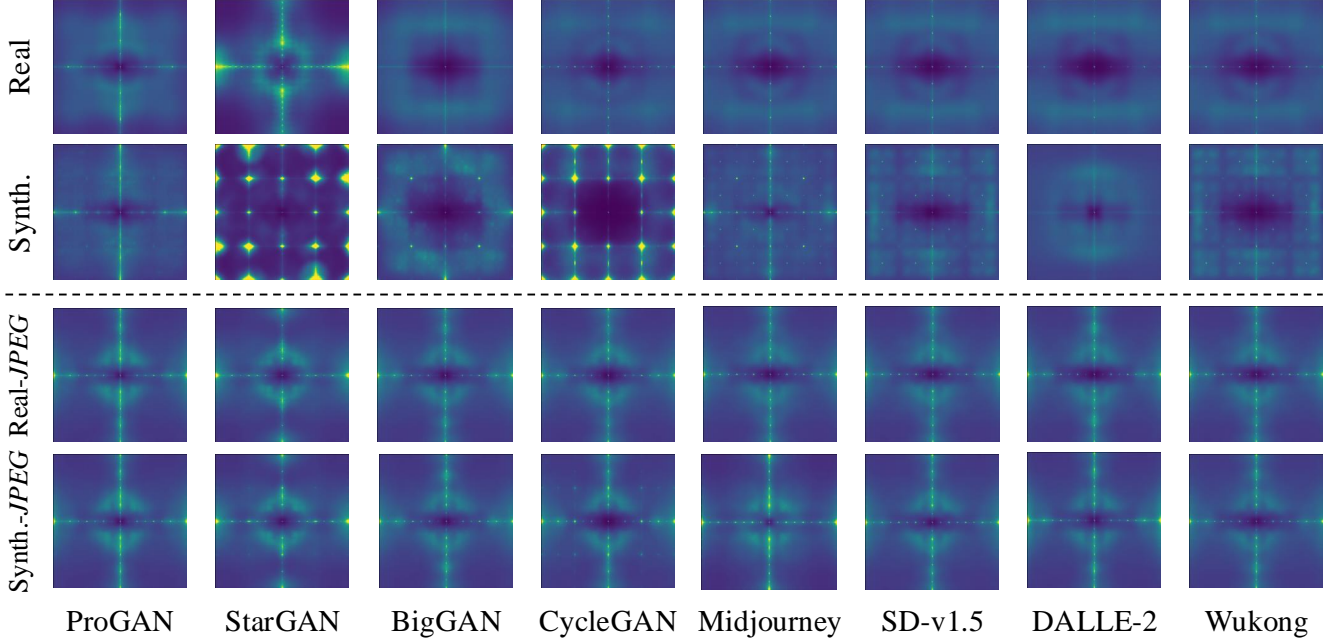 Real
Synth.
Real-JPEG
Synth.-JPEG
ProGAN StarGAN BigGAN CycleGAN Midjourney SD-v1.5 DALLE-2 Wukong